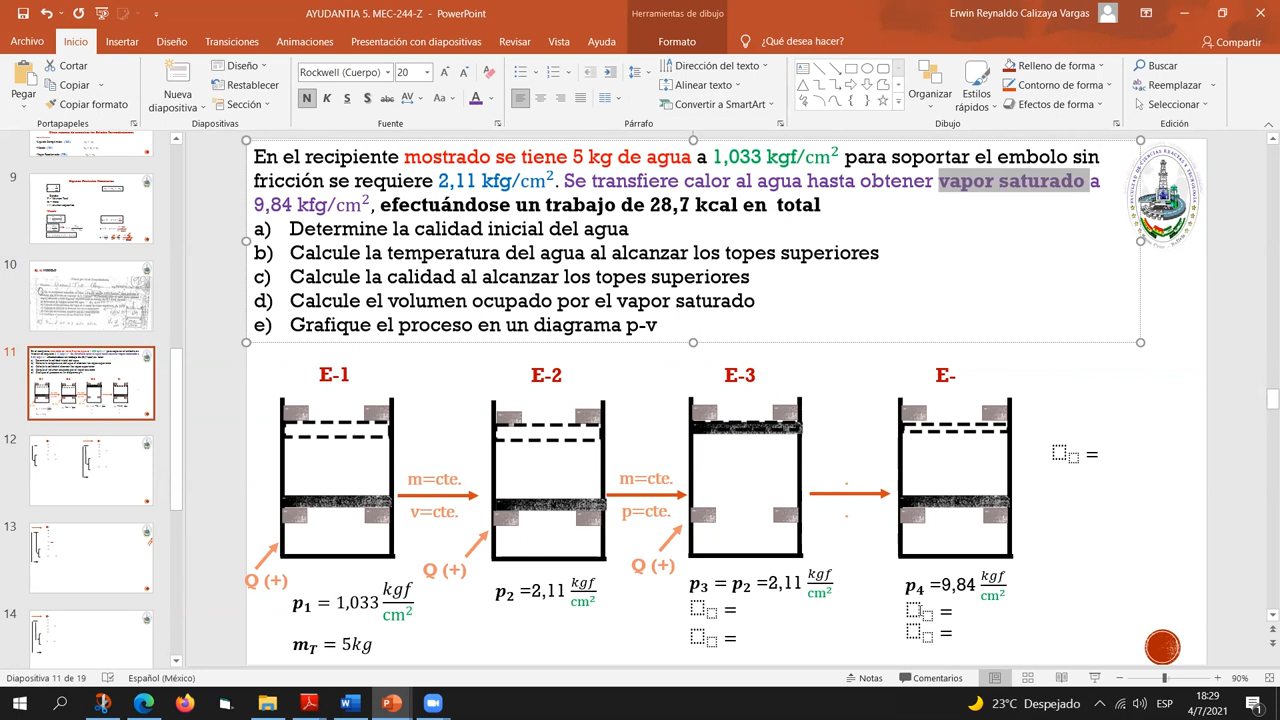 AYUDANTIA 5. MEC-244-Z - PowerPoint
Herramientas de dibujo
Erwin Reynaldo Calizaya Vargas
Archivo Inicio Insertar Diseño Transiciones Animaciones Presentación con diapositivas Revisar Vista Ayuda Formato ¿Qué desea hacer? Compartir
Pegar
Cortar
Copiar
Copiar formato
Portapapeles
Nueva diapositiva
Diseño
Restablecer
Sección
Diapositivas
Rockwell (Cuerpo) 20
N K S S abc AV Aa A
Fuente
Párrafo
Dirección del texto
Alinear texto
Convertir a SmartArt
Organizar
Estilos rápidos
Relleno de forma
Contorno de forma
Efectos de forma
Dibujo
Buscar
Reemplazar
Seleccionar
Edición
9
10
11
12
13
14
En el recipiente mostrado se tiene 5 kg de agua a 1,033 kgf/cm² para soportar el embolo sin
fricción se requiere 2,11 kfg/cm². Se transfiere calor al agua hasta obtener vapor saturado a
9,84 kfg/cm², efectuándose un trabajo de 28,7 kcal en total
a) Determine la calidad inicial del agua
b) Calcule la temperatura del agua al alcanzar los topes superiores
c) Calcule la calidad al alcanzar los topes superiores
d) Calcule el volumen ocupado por el vapor saturado
e) Grafique el proceso en un diagrama p-v
E-1 E-2 E-3 E-
m=cte.
v=cte.
m=cte.
p=cte.
.
.
Q (+)
Q (+)
Q (+)
p₁ = 1,033 kgf/cm²
m_T = 5kg
p₂ =2,11 kgf/cm²
p₃ = p₂ =2,11 kgf/cm²
⬚⬚ =
⬚⬚ =
p₄ =9,84 kgf/cm²
⬚⬚ =
⬚⬚ =
⬚⬚ =
Diapositiva 11 de 19 Español (México) Notas Comentarios 90%
23°C Despejado ESP 18:29
4/7/2021